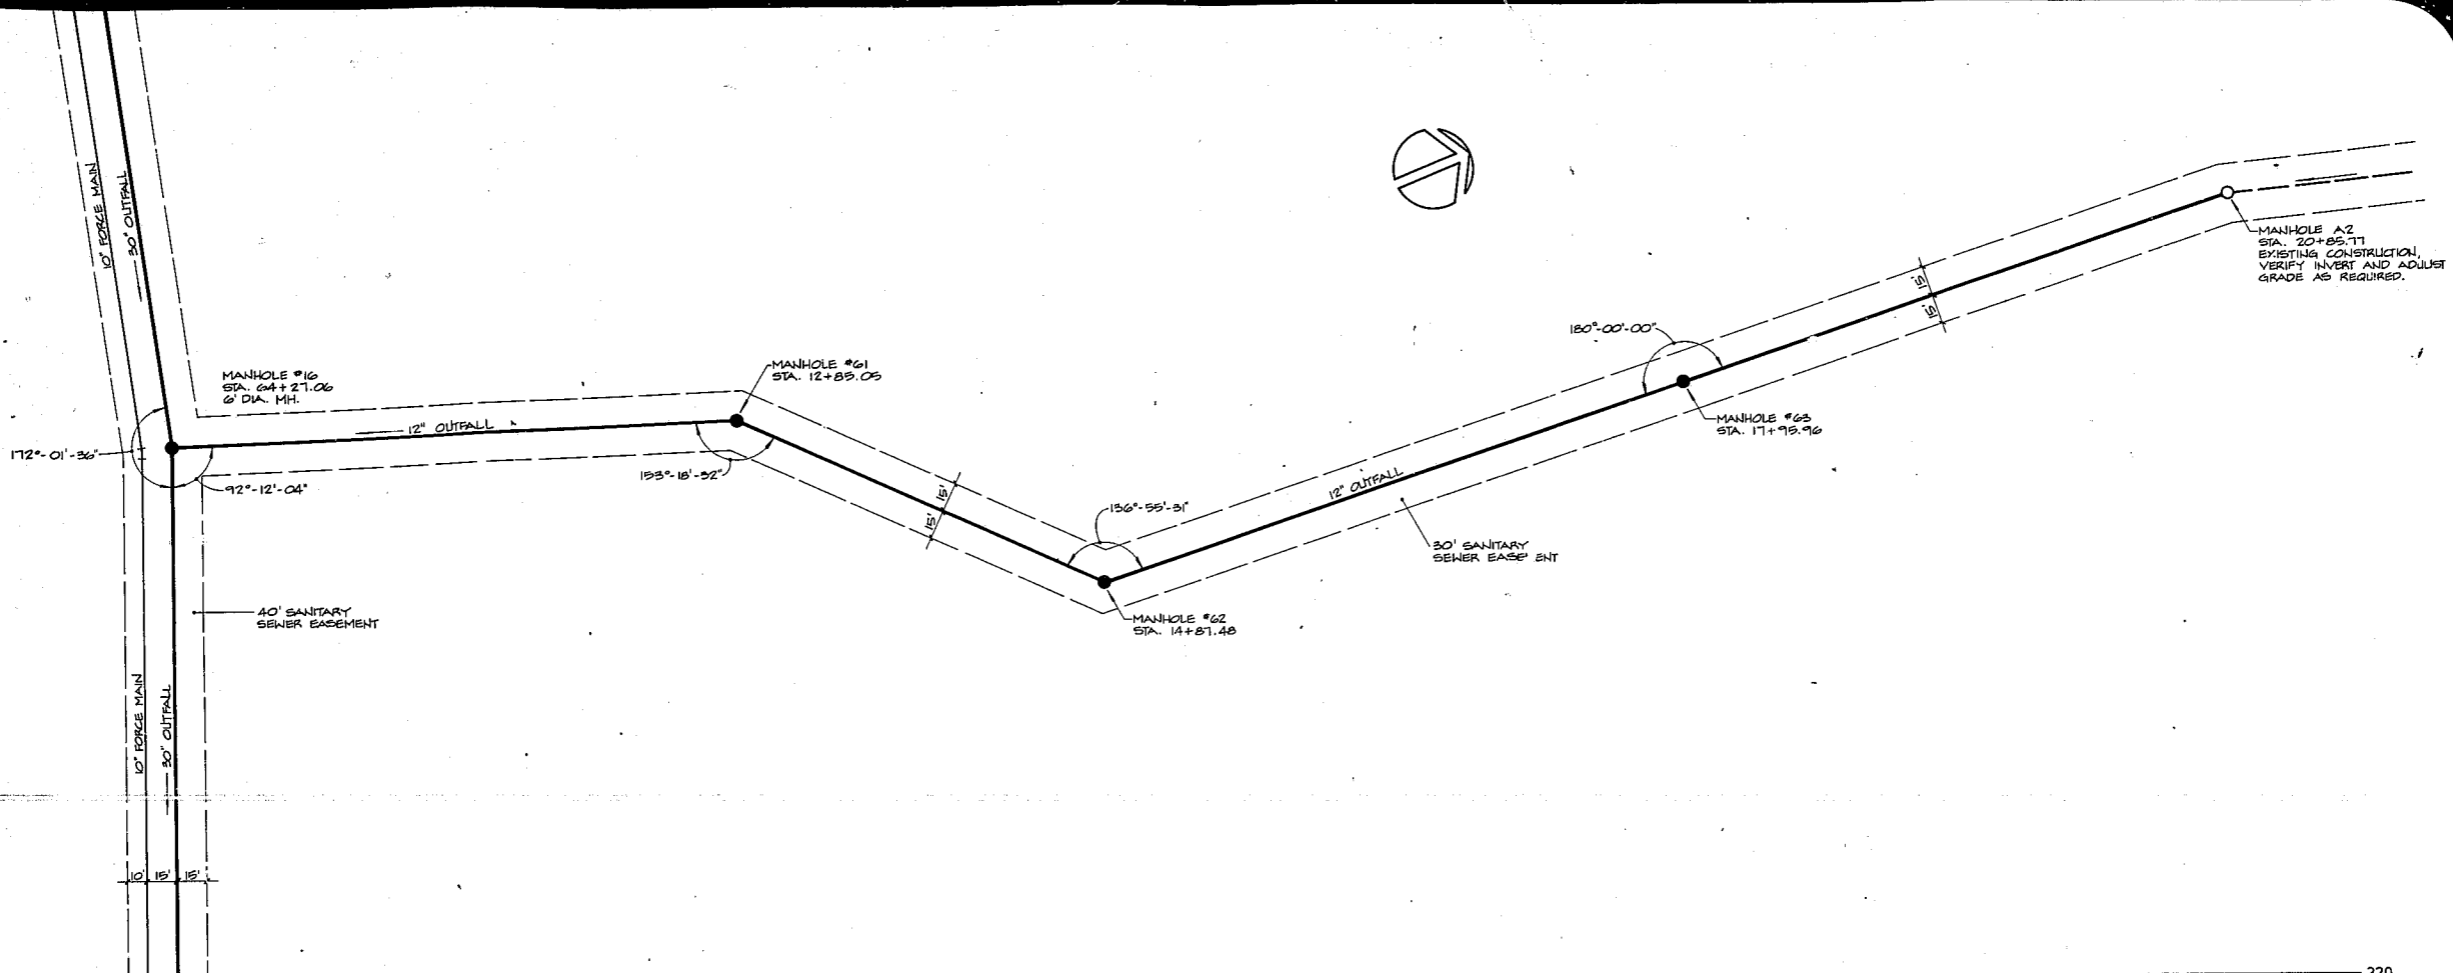 10" FORCE MAIN
30" OUTFALL
MANHOLE #16
STA. 64+27.06
6' DIA. MH.
172°-01'-36"
92°-12'-04"
12" OUTFALL
MANHOLE #61
STA. 12+85.05
153°-18'-32"
15'
15'
136°-55'-31"
MANHOLE #62
STA. 14+87.48
12" OUTFALL
30' SANITARY
SEWER EASE ENT
180°-00'-00"
MANHOLE #63
STA. 17+95.96
15'
15'
MANHOLE A2
STA. 20+85.77
EXISTING CONSTRUCTION,
VERIFY INVERT AND ADJUST
GRADE AS REQUIRED.
40' SANITARY
SEWER EASEMENT
10" FORCE MAIN
30" OUTFALL
10' 15' 15'